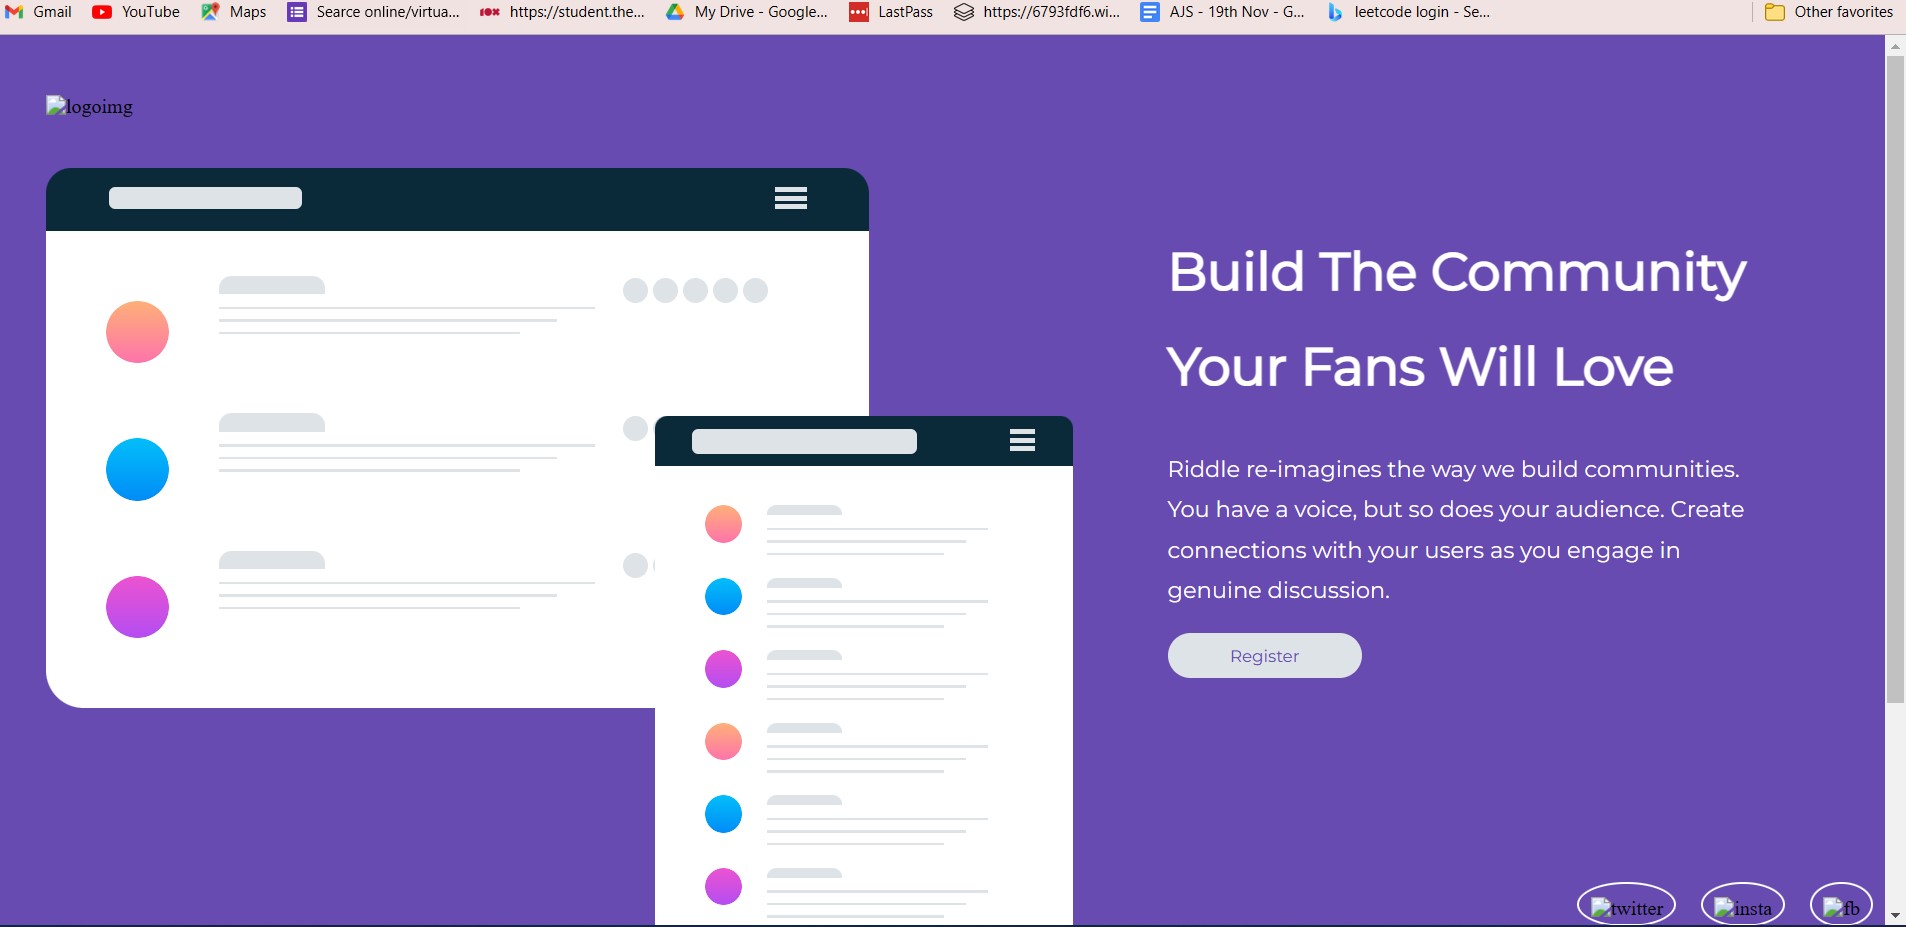 Gmail YouTube Maps Searce online/virtua... https://student.the... My Drive - Google... LastPass https://6793fdf6.wi... AJS - 19th Nov - G... leetcode login - Se... Other favorites
logoimg
Build The Community
Your Fans Will Love
Riddle re-imagines the way we build communities.
You have a voice, but so does your audience. Create
connections with your users as you engage in
genuine discussion.
Register
twitter insta fb